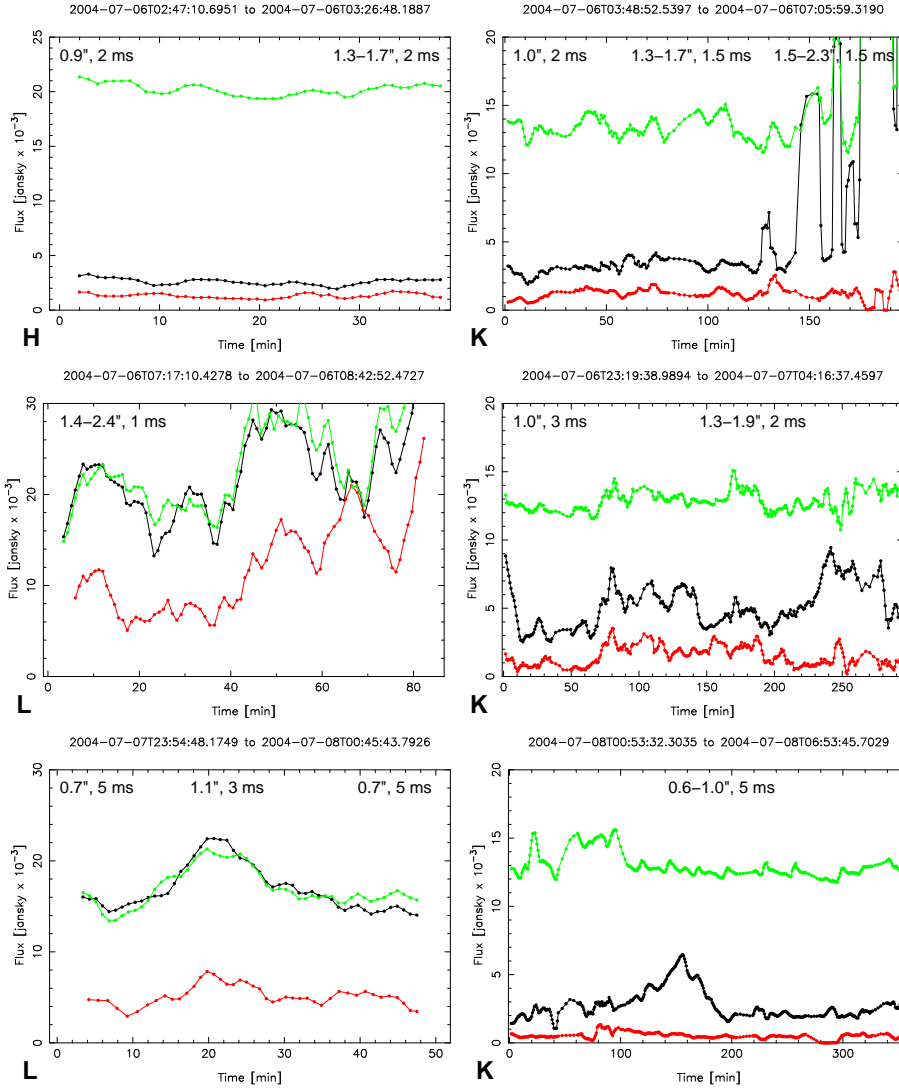 2004-07-06T02:47:10.6951 to 2004-07-06T03:26:48.1887
0.9", 2 ms 1.3–1.7", 2 ms
Flux [jansky x 10⁻³]
0 5 10 15 20 25
0 10 20 30
Time [min]
H
2004-07-06T03:48:52.5397 to 2004-07-06T07:05:59.3190
1.0", 2 ms 1.3–1.7", 1.5 ms 1.5–2.3", 1.5 ms
Flux [jansky x 10⁻³]
0 5 10 15 20
0 50 100 150
Time [min]
K
2004-07-06T07:17:10.4278 to 2004-07-06T08:42:52.4727
1.4–2.4", 1 ms
Flux [jansky x 10⁻³]
0 10 20 30
0 20 40 60 80
Time [min]
L
2004-07-06T23:19:38.9894 to 2004-07-07T04:16:37.4597
1.0", 3 ms 1.3–1.9", 2 ms
Flux [jansky x 10⁻³]
0 5 10 15 20
0 50 100 150 200 250
Time [min]
K
2004-07-07T23:54:48.1749 to 2004-07-08T00:45:43.7926
0.7", 5 ms 1.1", 3 ms 0.7", 5 ms
Flux [jansky x 10⁻³]
0 10 20 30
0 10 20 30 40 50
Time [min]
L
2004-07-08T00:53:32.3035 to 2004-07-08T06:53:45.7029
0.6–1.0", 5 ms
Flux [jansky x 10⁻³]
0 5 10 15 20
0 100 200 300
Time [min]
K